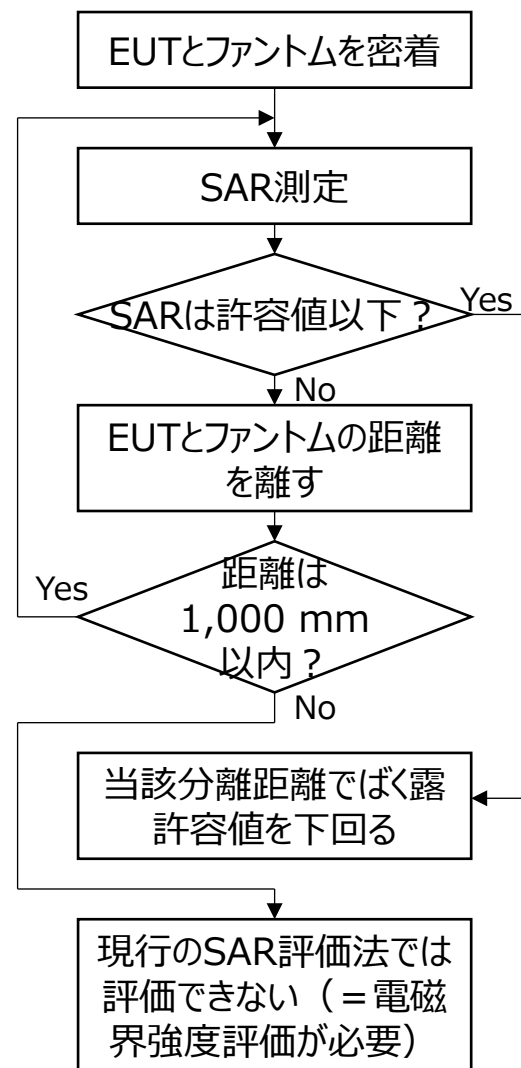 EUTとファントムを密着
SAR測定
SARは許容値以下？
Yes
No
EUTとファントムの距離
を離す
Yes
距離は
1,000 mm
以内？
No
当該分離距離でばく露
許容値を下回る
現行のSAR評価法では
評価できない（＝電磁
界強度評価が必要）